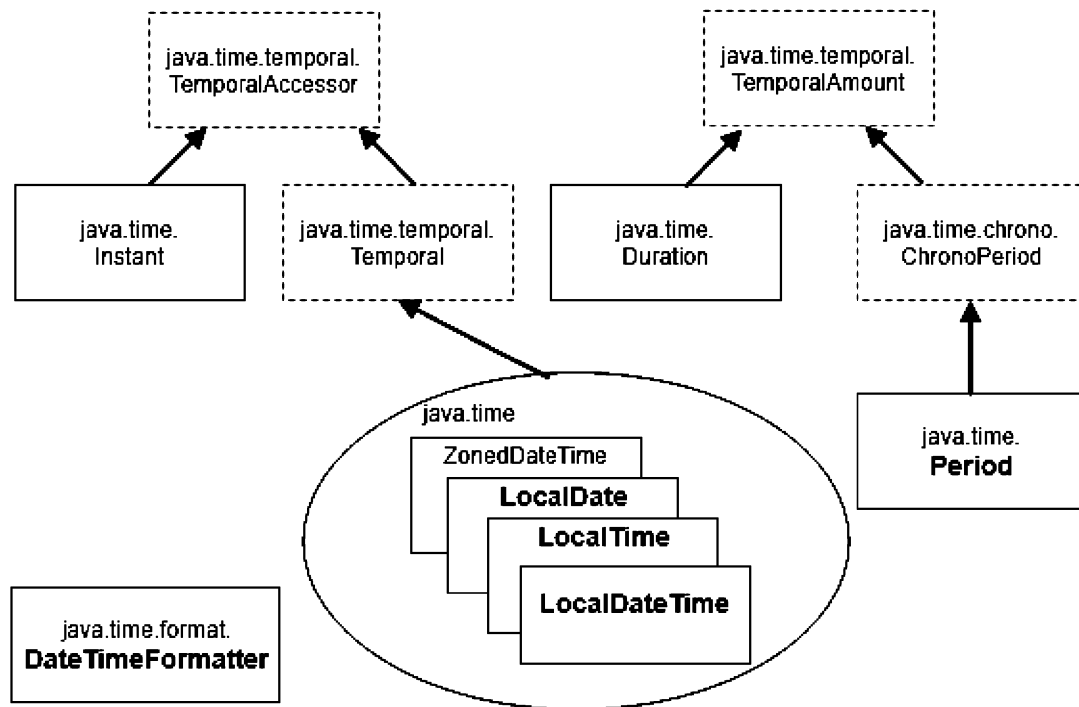 java.time.temporal.
TemporalAccessor
java.time.temporal.
TemporalAmount
java.time.
Instant
java.time.temporal.
Temporal
java.time.
Duration
java.time.chrono.
ChronoPeriod
java.time
ZonedDateTime
LocalDate
LocalTime
LocalDateTime
java.time.
Period
java.time.format.
DateTimeFormatter